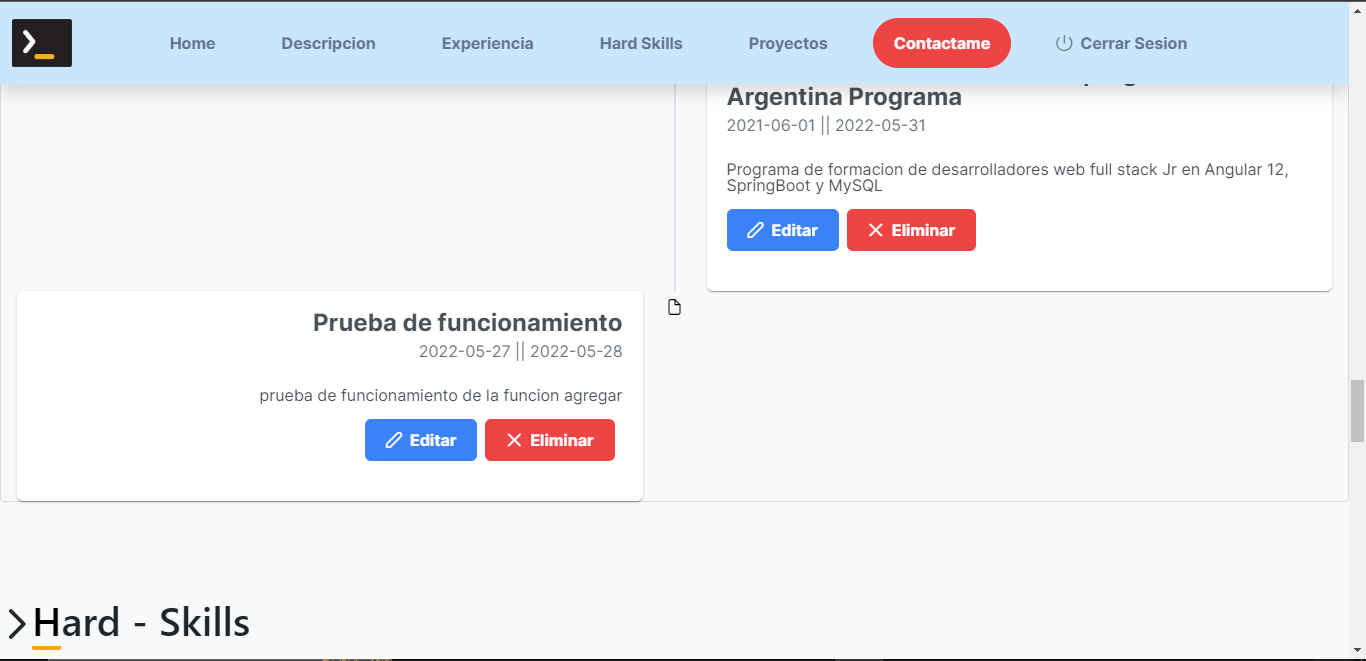 Home
Descripcion
Experiencia
Hard Skills
Proyectos
Contactame
Cerrar Sesion
Argentina Programa
2021-06-01 || 2022-05-31
Programa de formacion de desarrolladores web full stack Jr en Angular 12,
SpringBoot y MySQL
Editar
Eliminar
Prueba de funcionamiento
2022-05-27 || 2022-05-28
prueba de funcionamiento de la funcion agregar
Editar
Eliminar
Hard - Skills